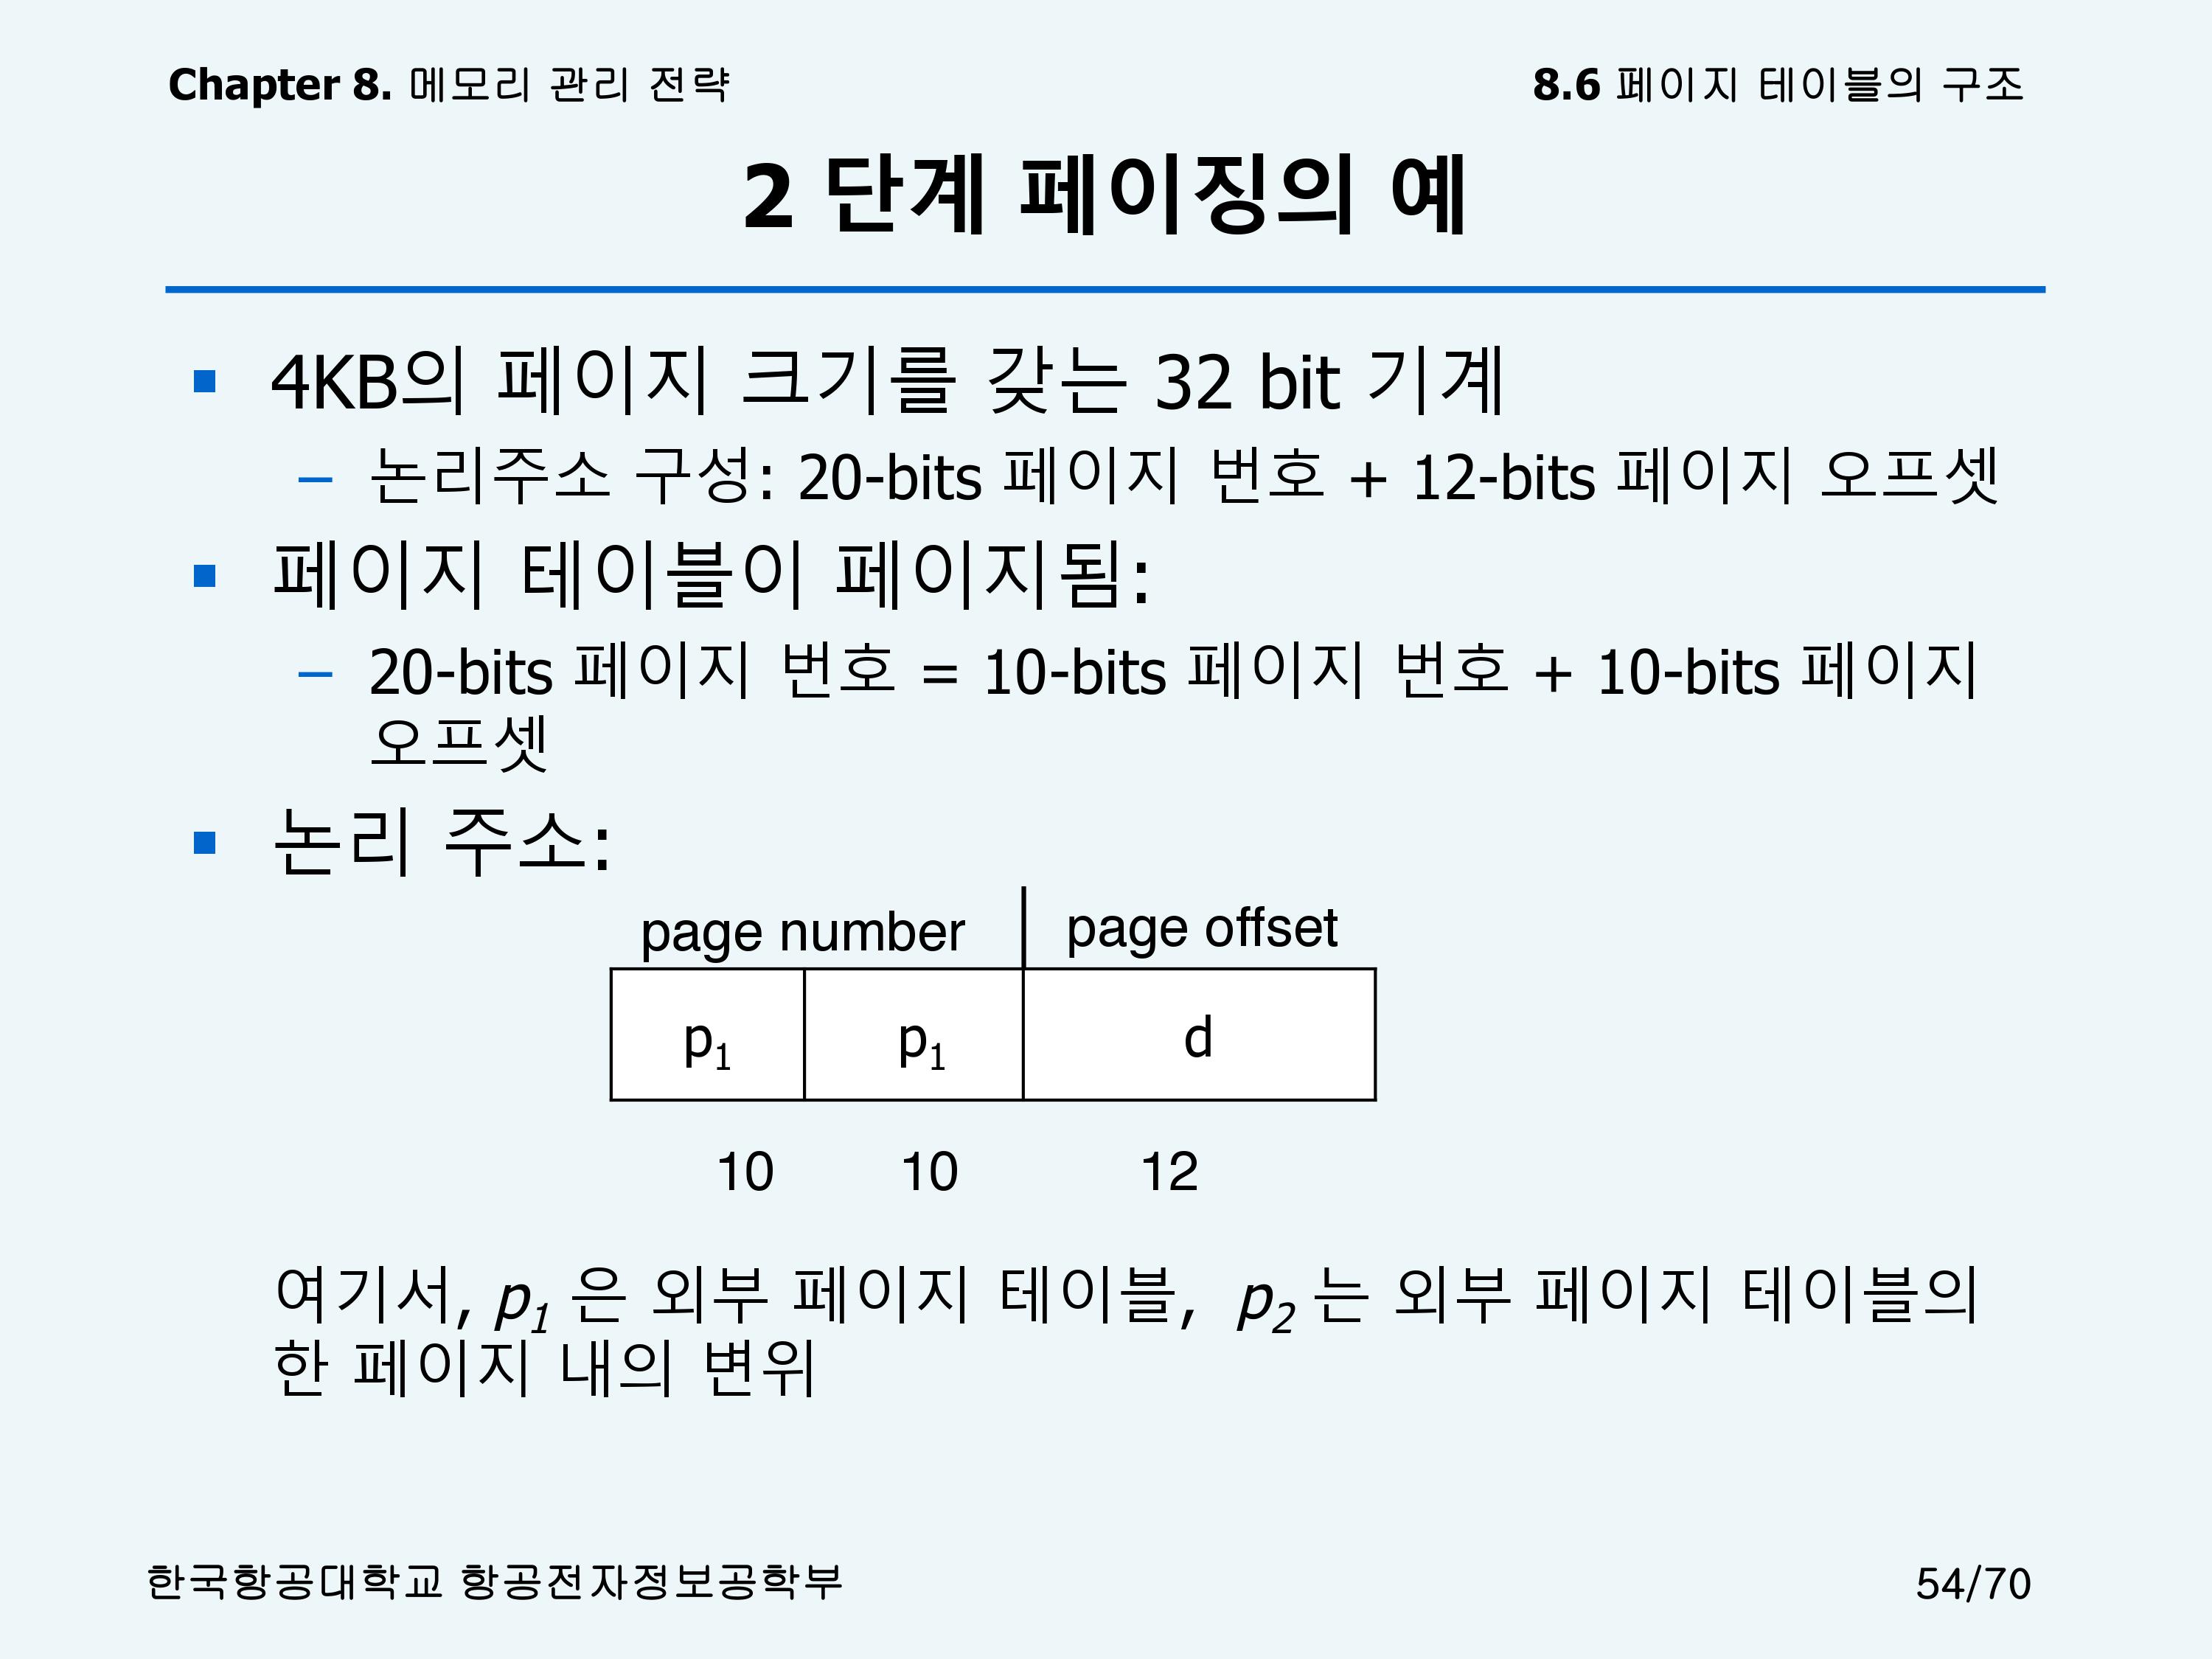 Chapter 8. 메모리 관리 전략
8.6 페이지 테이블의 구조
2 단계 페이징의 예
▪ 4KB의 페이지 크기를 갖는 32 bit 기계
– 논리주소 구성: 20-bits 페이지 번호 + 12-bits 페이지 오프셋
▪ 페이지 테이블이 페이지됨:
– 20-bits 페이지 번호 = 10-bits 페이지 번호 + 10-bits 페이지
오프셋
▪ 논리 주소:
page number page offset
p₁ p₁ d
10 10 12
여기서, p₁ 은 외부 페이지 테이블, p₂ 는 외부 페이지 테이블의
한 페이지 내의 변위
한국항공대학교 항공전자정보공학부
54/70